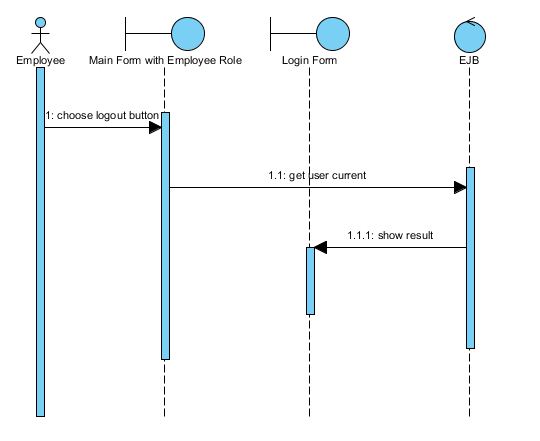 Employee
Main Form with Employee Role
Login Form
EJB
1: choose logout button
1.1: get user current
1.1.1: show result